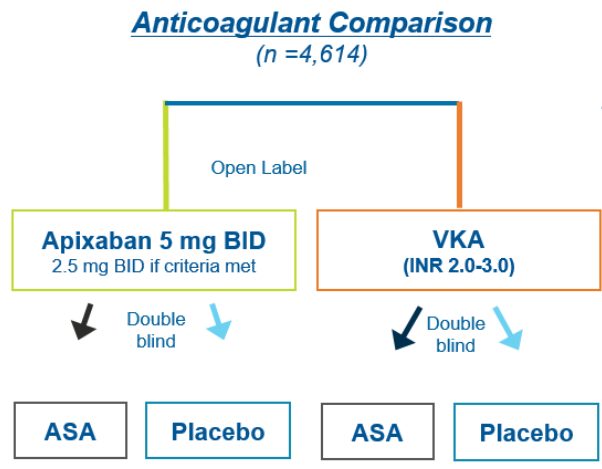 Anticoagulant Comparison
(n =4,614)
Open Label
Apixaban 5 mg BID
2.5 mg BID if criteria met
VKA
(INR 2.0-3.0)
Double
blind
Double
blind
ASA
Placebo
ASA
Placebo